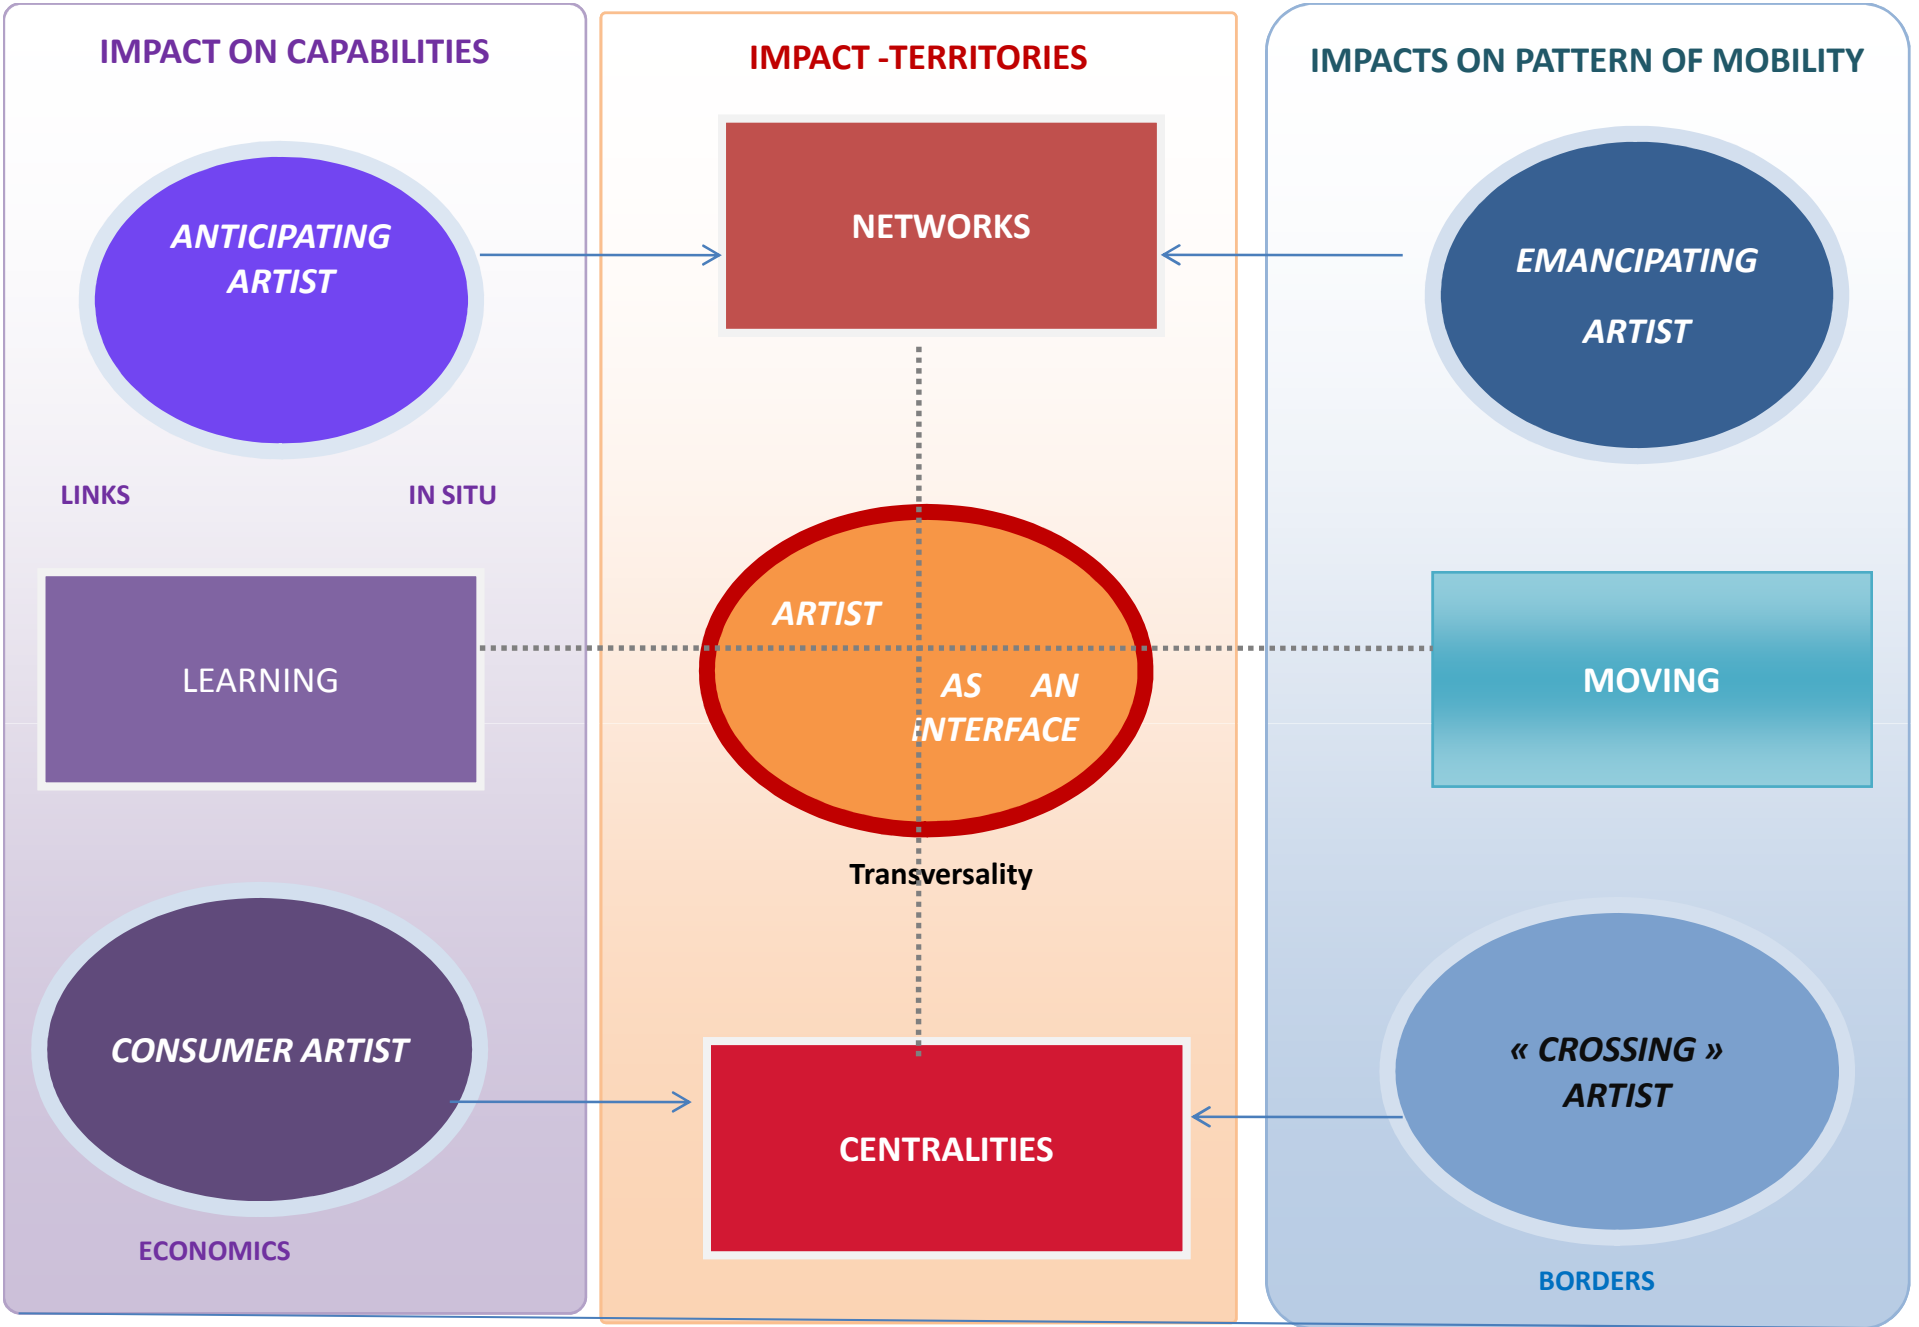 IMPACT ON CAPABILITIES
ANTICIPATING
ARTIST
LINKS
IN SITU
LEARNING
CONSUMER ARTIST
ECONOMICS
IMPACT -TERRITORIES
NETWORKS
ARTIST
AS AN
INTERFACE
Transversality
CENTRALITIES
IMPACTS ON PATTERN OF MOBILITY
EMANCIPATING
ARTIST
MOVING
« CROSSING »
ARTIST
BORDERS